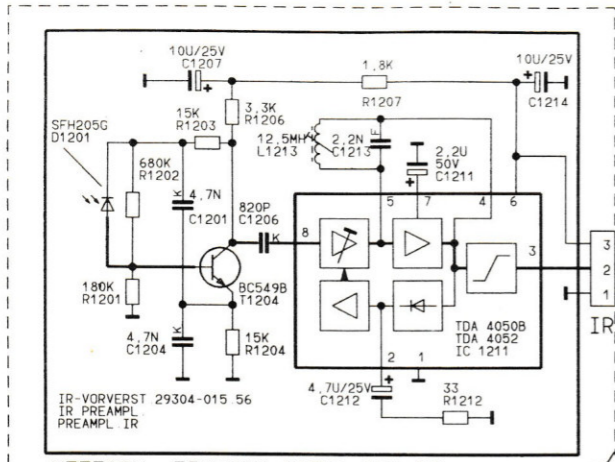 10U/25V
C1207
1,8K
R1207
10U/25V
C1214
SFH205G
D1201
15K
R1203
3,3K
R1206
12,5MH
L1213
2,2N
C1213
F
2,2U
50V
C1211
680K
R1202
K
4,7N
C1201
820P
C1206
K
5
7
4
6
8
3
3
2
1
IR
180K
R1201
BC549B
T1204
4,7N
C1204
K
15K
R1204
TDA 4050B
TDA 4052
IC 1211
2
1
4,7U/25V
C1212
33
R1212
IR-VORVERST 29304-015.56
IR PREAMPL.
PREAMPL.IR